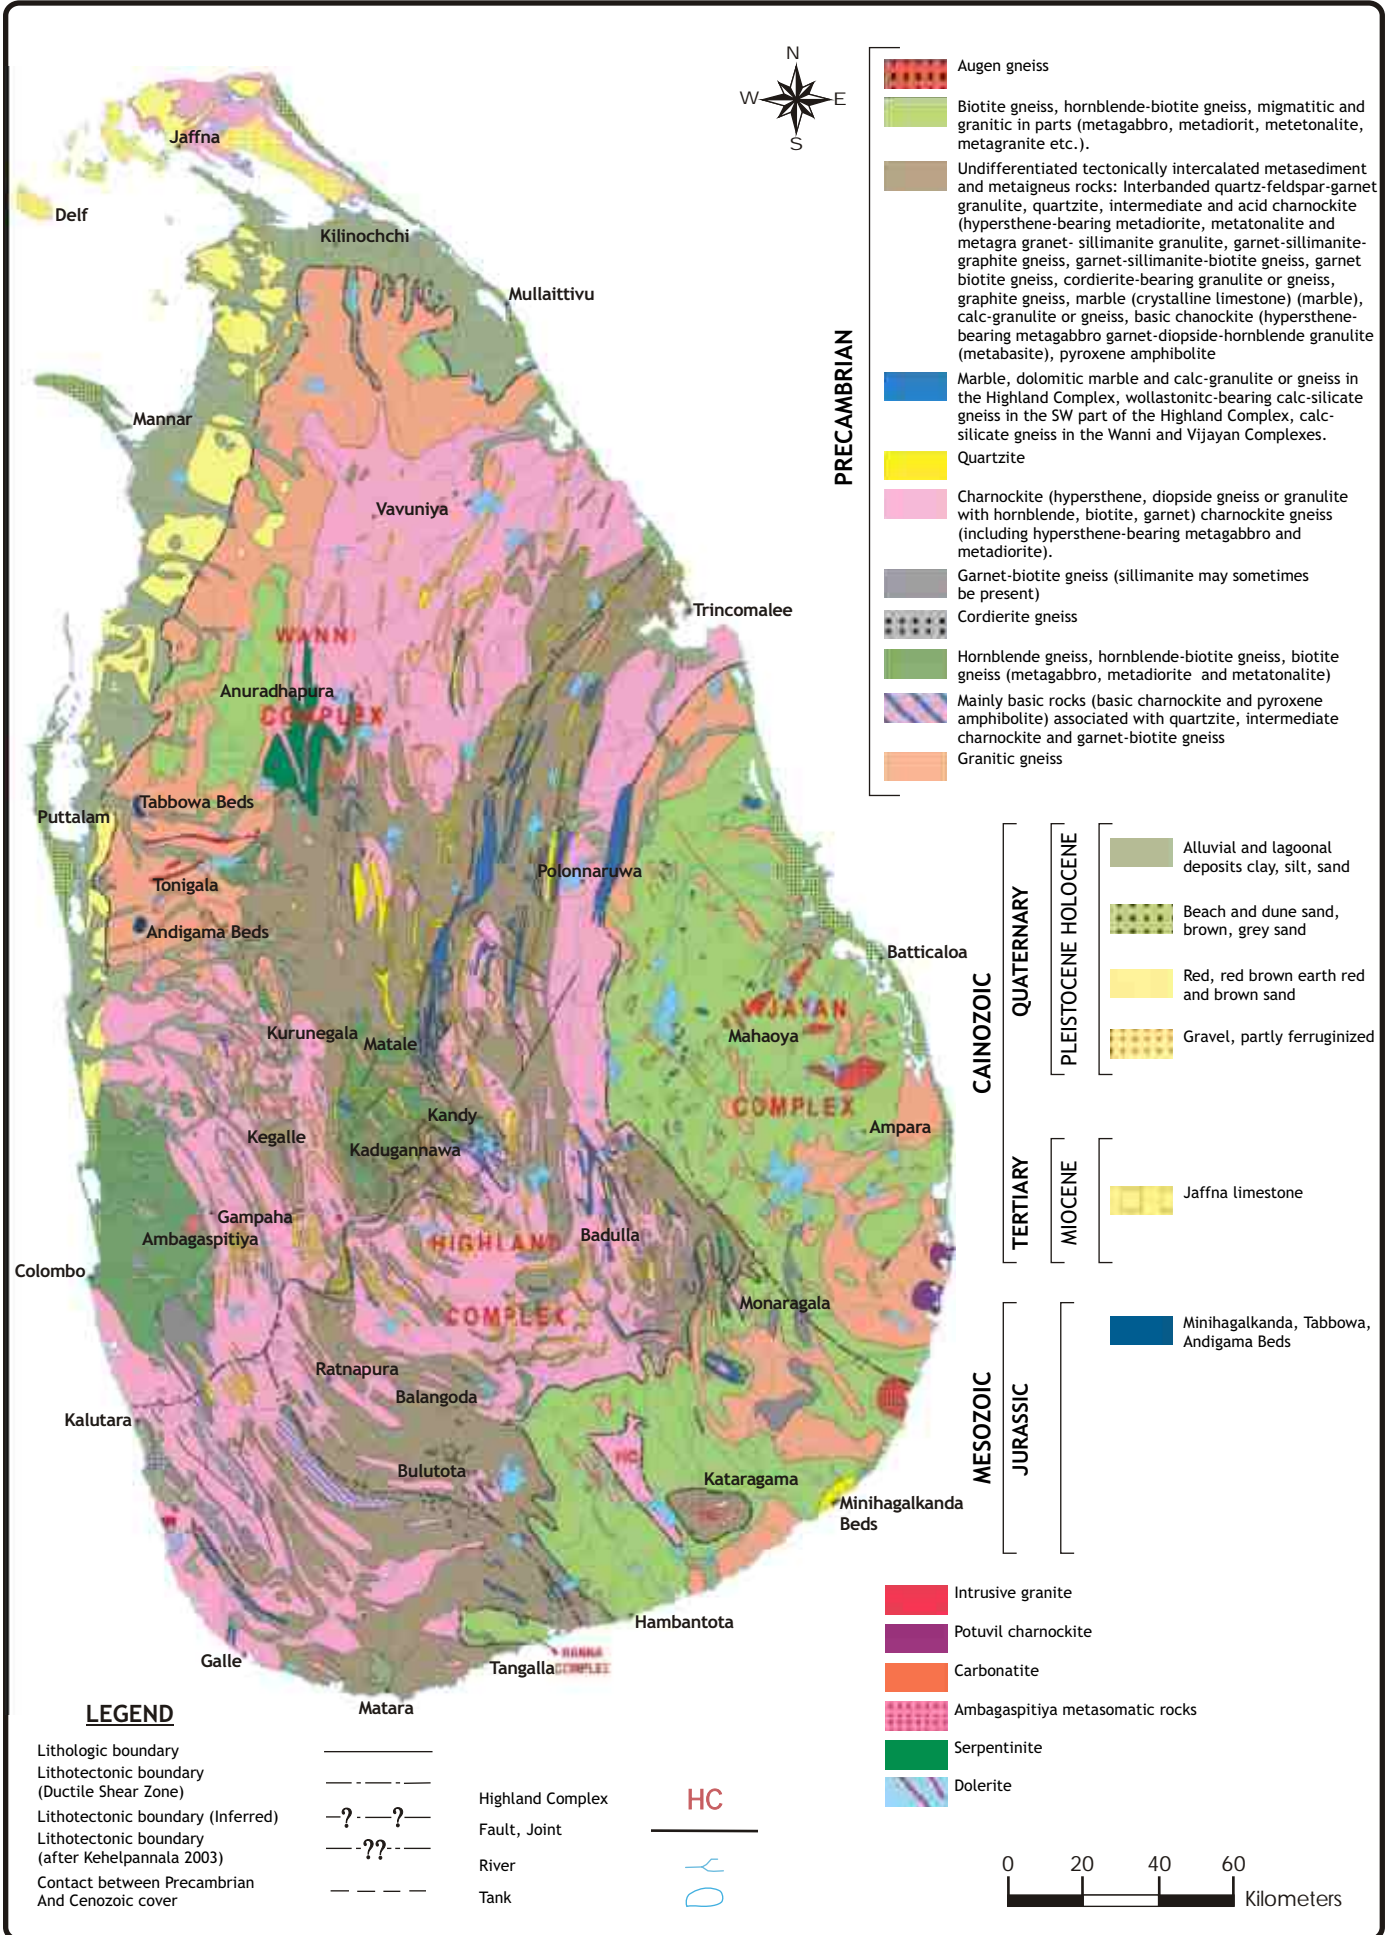 N
W
E
S
Jaffna
Delf
Kilinochchi
Mullaittivu
Mannar
Vavuniya
Trincomalee
WANNI
Anuradhapura
COMPLEX
Tabbowa Beds
Puttalam
Polonnaruwa
Tonigala
Andigama Beds
Batticaloa
VIJAYAN
Mahaoya
Kurunegala
Matale
COMPLEX
Kandy
Ampara
Kegalle
Kadugannawa
Gampaha
Ambagaspitiya
Badulla
HIGHLAND
Colombo
Monaragala
COMPLEX
Ratnapura
Balangoda
Kalutara
HC
Bulutota
Kataragama
Minihagalkanda
Beds
Hambantota
Galle
Tangalla
COMPLEX
Matara
PRECAMBRIAN
Augen gneiss
Biotite gneiss, hornblende-biotite gneiss, migmatitic and
granitic in parts (metagabbro, metadiorit, metetonalite,
metagranite etc.).
Undifferentiated tectonically intercalated metasediment
and metaigneus rocks: Interbanded quartz-feldspar-garnet
granulite, quartzite, intermediate and acid charnockite
(hypersthene-bearing metadiorite, metatonalite and
metagra granet- sillimanite granulite, garnet-sillimanite-
graphite gneiss, garnet-sillimanite-biotite gneiss, garnet
biotite gneiss, cordierite-bearing granulite or gneiss,
graphite gneiss, marble (crystalline limestone) (marble),
calc-granulite or gneiss, basic chanockite (hypersthene-
bearing metagabbro garnet-diopside-hornblende granulite
(metabasite), pyroxene amphibolite
Marble, dolomitic marble and calc-granulite or gneiss in
the Highland Complex, wollastonitc-bearing calc-silicate
gneiss in the SW part of the Highland Complex, calc-
silicate gneiss in the Wanni and Vijayan Complexes.
Quartzite
Charnockite (hypersthene, diopside gneiss or granulite
with hornblende, biotite, garnet) charnockite gneiss
(including hypersthene-bearing metagabbro and
metadiorite).
Garnet-biotite gneiss (sillimanite may sometimes
be present)
Cordierite gneiss
Hornblende gneiss, hornblende-biotite gneiss, biotite
gneiss (metagabbro, metadiorite and metatonalite)
Mainly basic rocks (basic charnockite and pyroxene
amphibolite) associated with quartzite, intermediate
charnockite and garnet-biotite gneiss
Granitic gneiss
CAINOZOIC
QUATERNARY
PLEISTOCENE HOLOCENE
Alluvial and lagoonal
deposits clay, silt, sand
Beach and dune sand,
brown, grey sand
Red, red brown earth red
and brown sand
Gravel, partly ferruginized
TERTIARY
MIOCENE
Jaffna limestone
MESOZOIC
JURASSIC
Minihagalkanda, Tabbowa,
Andigama Beds
Intrusive granite
Potuvil charnockite
Carbonatite
Ambagaspitiya metasomatic rocks
Serpentinite
Dolerite
LEGEND
Lithologic boundary
Lithotectonic boundary
(Ductile Shear Zone)
Lithotectonic boundary (Inferred)
? ?
Lithotectonic boundary
(after Kehelpannala 2003)
??
Contact between Precambrian
And Cenozoic cover
Highland Complex
HC
Fault, Joint
River
Tank
0 20 40 60
Kilometers